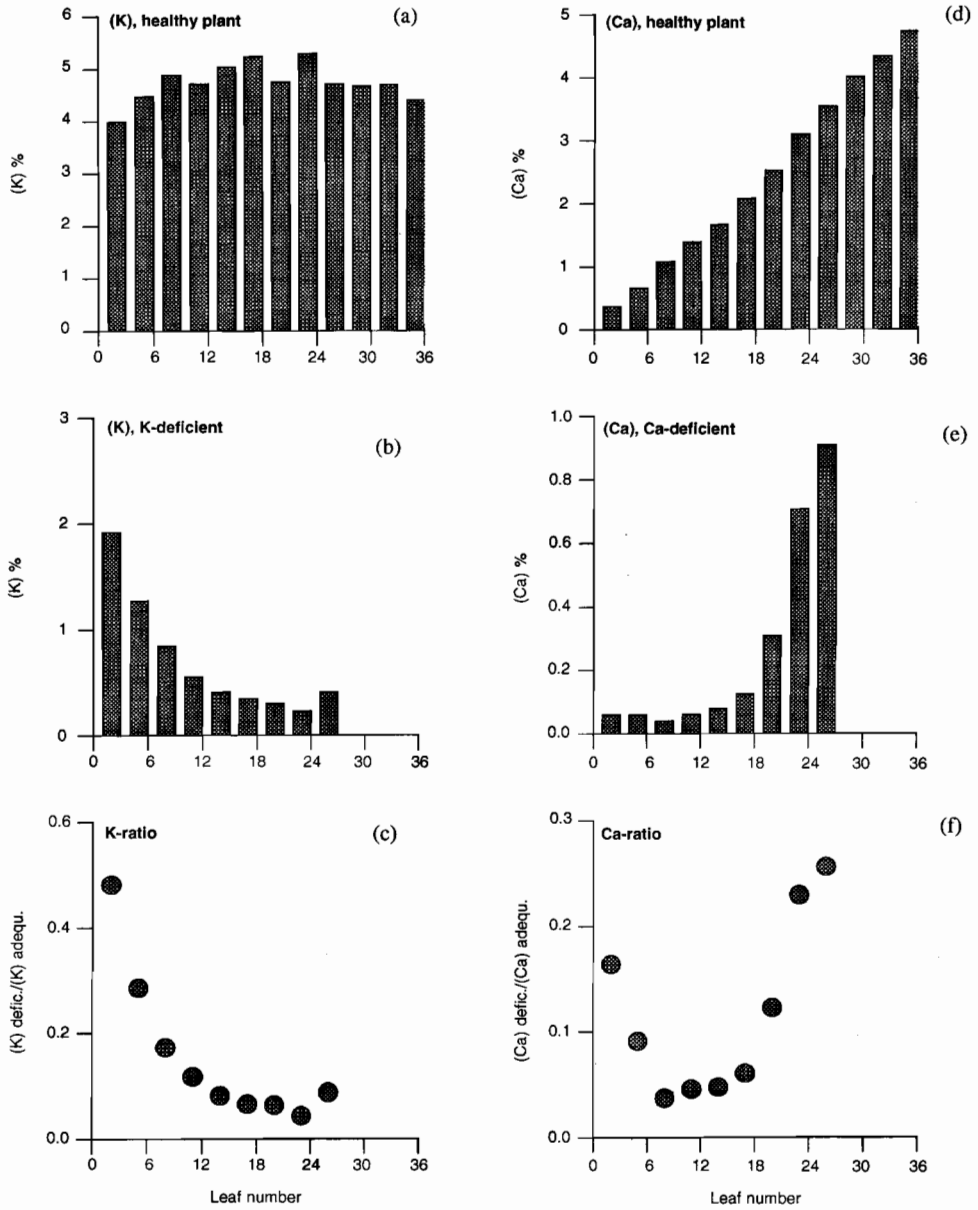 (K), healthy plant
(a)
(K) %
6
5
4
3
2
1
0
0 6 12 18 24 30 36
(Ca), healthy plant
(d)
(Ca) %
5
4
3
2
1
0
0 6 12 18 24 30 36
(K), K-deficient
(b)
(K) %
3
2
1
0
0 6 12 18 24 30 36
(Ca), Ca-deficient
(e)
(Ca) %
1.0
0.8
0.6
0.4
0.2
0.0
0 6 12 18 24 30 36
K-ratio
(c)
(K) defic./(K) adequ.
0.6
0.4
0.2
0.0
0 6 12 18 24 30 36
Leaf number
Ca-ratio
(f)
(Ca) defic./(Ca) adequ.
0.3
0.2
0.1
0.0
0 6 12 18 24 30 36
Leaf number